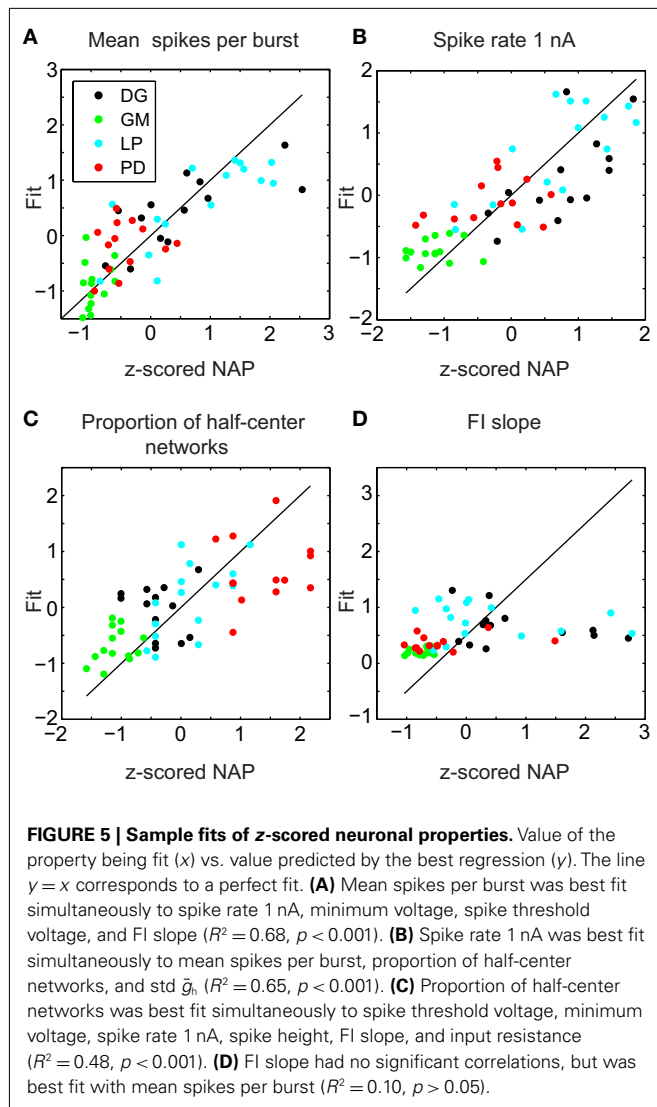 A
Mean spikes per burst
3
2
1
0
−1
Fit
DG
GM
LP
PD
−1
0
1
2
3
z-scored NAP
B
Spike rate 1 nA
2
1
0
−1
−2
Fit
−2
−1
0
1
2
z-scored NAP
C
Proportion of half-center
networks
2
1
0
−1
−2
Fit
−2
−1
0
1
2
z-scored NAP
D
FI slope
3
2
1
0
−1
Fit
−1
0
1
2
z-scored NAP
FIGURE 5 | Sample fits of z-scored neuronal properties. Value of the
property being fit (x) vs. value predicted by the best regression (y). The line
y = x corresponds to a perfect fit. (A) Mean spikes per burst was best fit
simultaneously to spike rate 1 nA, minimum voltage, spike threshold
voltage, and FI slope (R² = 0.68, p < 0.001). (B) Spike rate 1 nA was best fit
simultaneously to mean spikes per burst, proportion of half-center
networks, and std ḡₕ (R² = 0.65, p < 0.001). (C) Proportion of half-center
networks was best fit simultaneously to spike threshold voltage, minimum
voltage, spike rate 1 nA, spike height, FI slope, and input resistance
(R² = 0.48, p < 0.001). (D) FI slope had no significant correlations, but was
best fit with mean spikes per burst (R² = 0.10, p > 0.05).